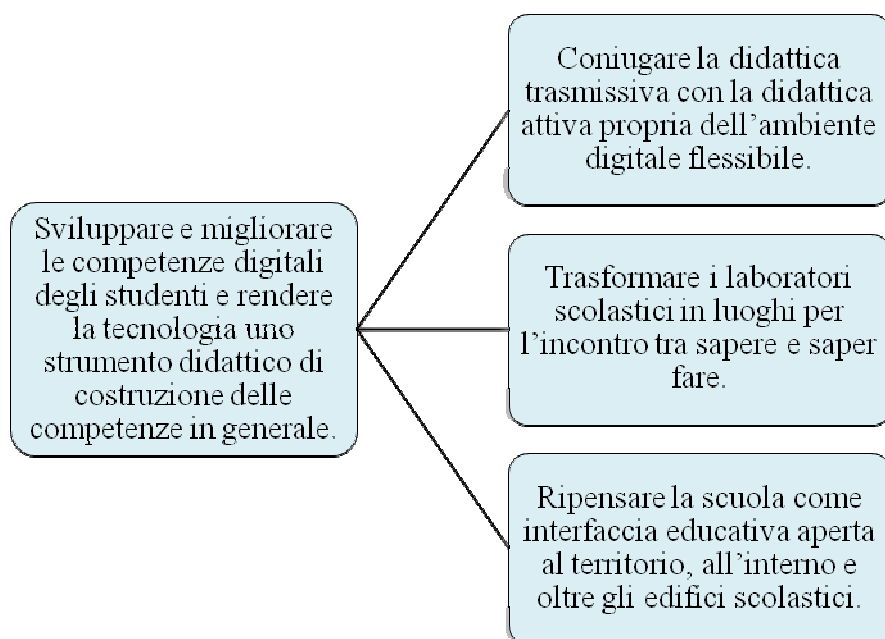 Sviluppare e migliorare
le competenze digitali
degli studenti e rendere
la tecnologia uno
strumento didattico di
costruzione delle
competenze in generale.
Coniugare la didattica
trasmissiva con la didattica
attiva propria dell’ambiente
digitale flessibile.
Trasformare i laboratori
scolastici in luoghi per
l’incontro tra sapere e saper
fare.
Ripensare la scuola come
interfaccia educativa aperta
al territorio, all’interno e
oltre gli edifici scolastici.